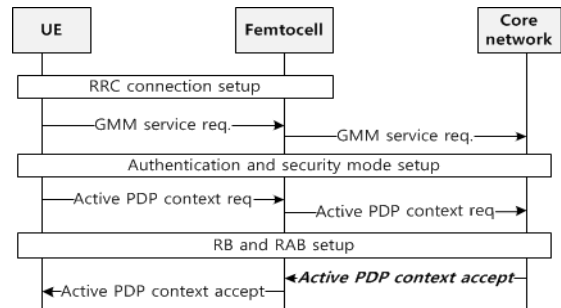 UE
Femtocell
Core
network
RRC connection setup
GMM service req.
GMM service req.
Authentication and security mode setup
Active PDP context req
Active PDP context req
RB and RAB setup
Active PDP context accept
Active PDP context accept